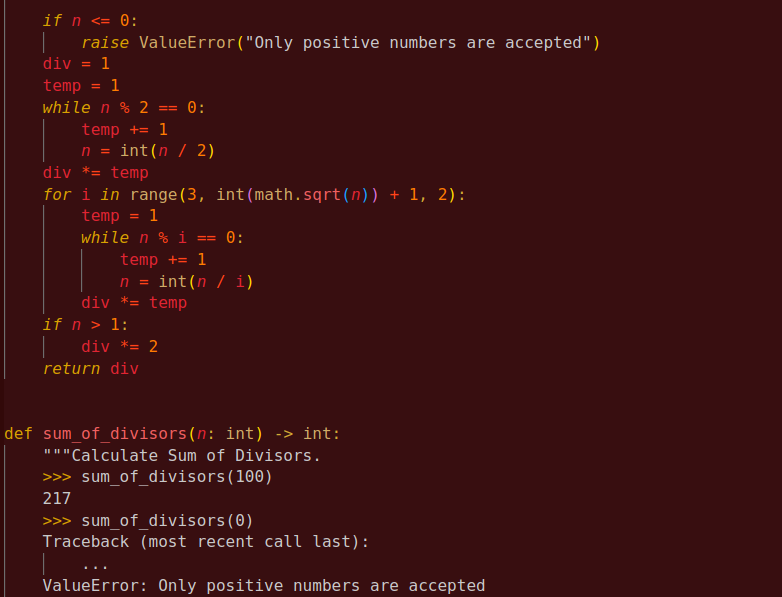 if n <= 0:
raise ValueError("Only positive numbers are accepted")
div = 1
temp = 1
while n % 2 == 0:
temp += 1
n = int(n / 2)
div *= temp
for i in range(3, int(math.sqrt(n)) + 1, 2):
temp = 1
while n % i == 0:
temp += 1
n = int(n / i)
div *= temp
if n > 1:
div *= 2
return div
def sum_of_divisors(n: int) -> int:
"""Calculate Sum of Divisors.
>>> sum_of_divisors(100)
217
>>> sum_of_divisors(0)
Traceback (most recent call last):
...
ValueError: Only positive numbers are accepted